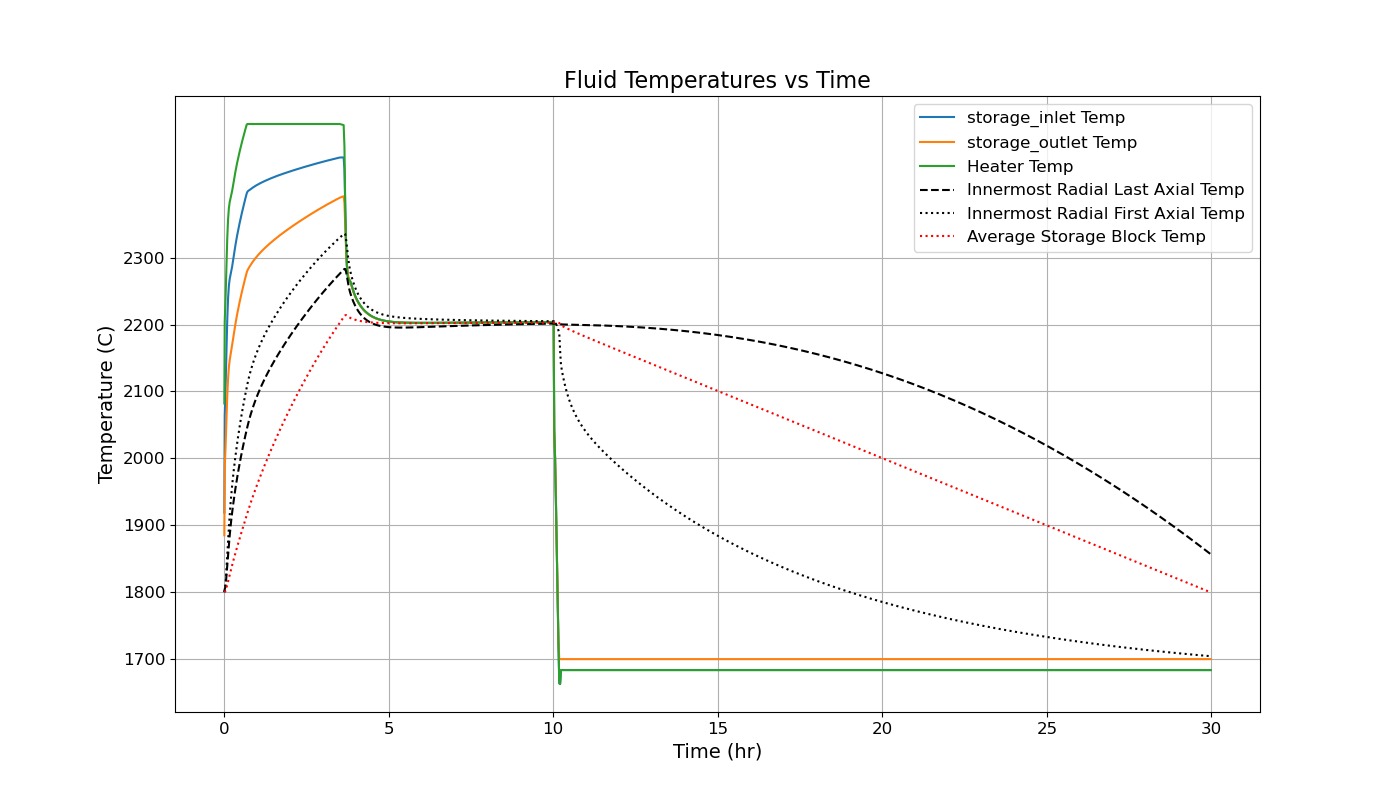 Fluid Temperatures vs Time
storage_inlet Temp
storage_outlet Temp
Heater Temp
Innermost Radial Last Axial Temp
Innermost Radial First Axial Temp
Average Storage Block Temp
Temperature (C)
2300
2200
2100
2000
1900
1800
1700
0 5 10 15 20 25 30
Time (hr)